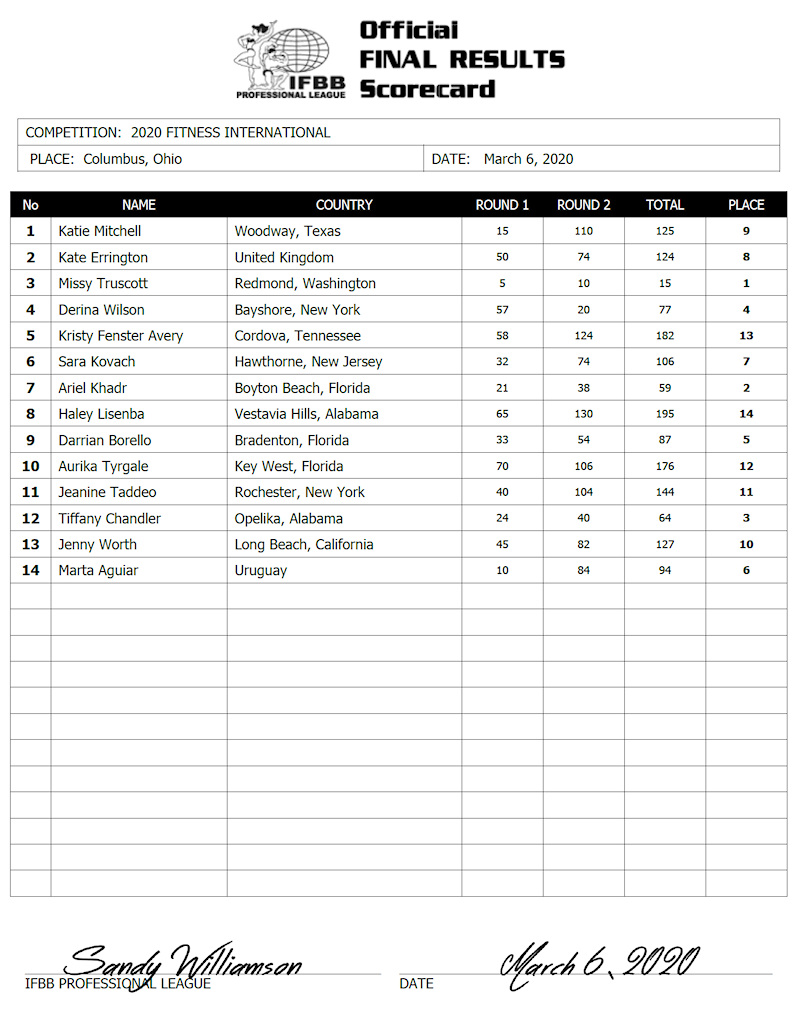 Official
FINAL RESULTS
Scorecard
IFBB
PROFESSIONAL LEAGUE
COMPETITION: 2020 FITNESS INTERNATIONAL
PLACE: Columbus, Ohio DATE: March 6, 2020
No NAME COUNTRY ROUND 1 ROUND 2 TOTAL PLACE
1 Katie Mitchell Woodway, Texas 15 110 125 9
2 Kate Errington United Kingdom 50 74 124 8
3 Missy Truscott Redmond, Washington 5 10 15 1
4 Derina Wilson Bayshore, New York 57 20 77 4
5 Kristy Fenster Avery Cordova, Tennessee 58 124 182 13
6 Sara Kovach Hawthorne, New Jersey 32 74 106 7
7 Ariel Khadr Boyton Beach, Florida 21 38 59 2
8 Haley Lisenba Vestavia Hills, Alabama 65 130 195 14
9 Darrian Borello Bradenton, Florida 33 54 87 5
10 Aurika Tyrgale Key West, Florida 70 106 176 12
11 Jeanine Taddeo Rochester, New York 40 104 144 11
12 Tiffany Chandler Opelika, Alabama 24 40 64 3
13 Jenny Worth Long Beach, California 45 82 127 10
14 Marta Aguiar Uruguay 10 84 94 6
Sandy Williamson March 6, 2020
IFBB PROFESSIONAL LEAGUE DATE